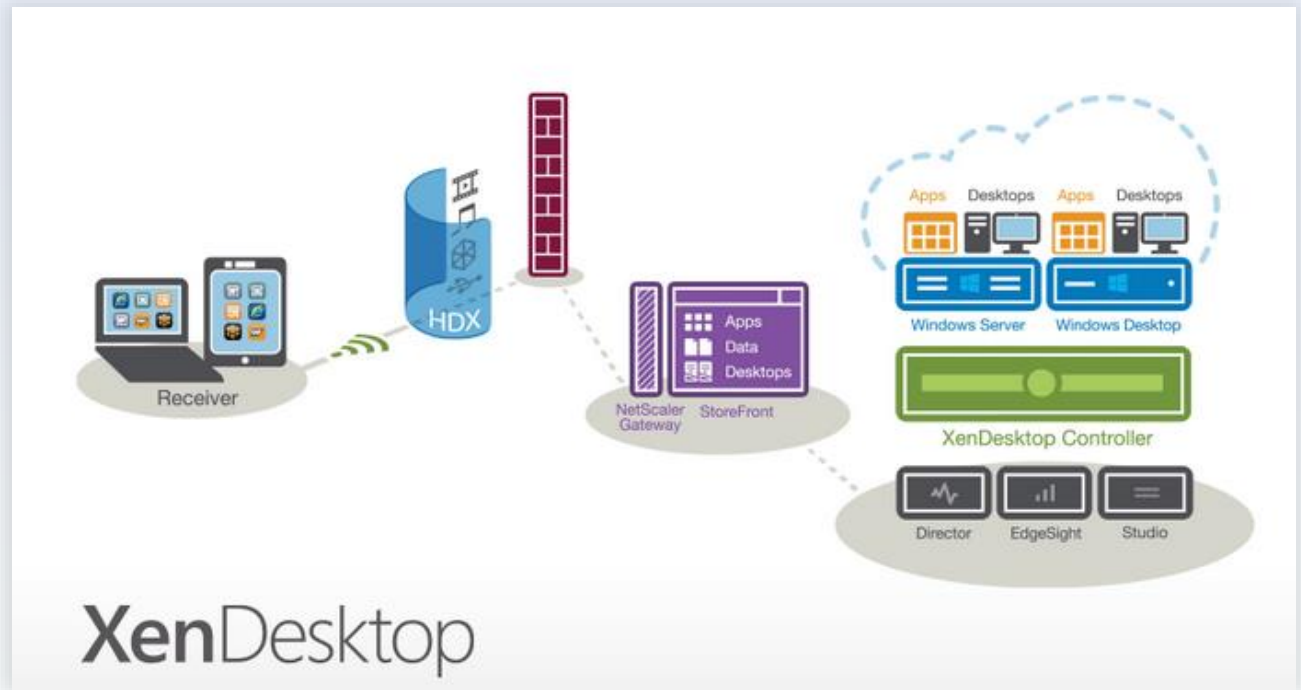 Apps Desktops Apps Desktops
HDX
Apps
Data
Desktops
Windows Server Windows Desktop
Receiver
NetScaler
Gateway
StoreFront
XenDesktop Controller
Director EdgeSight Studio
XenDesktop